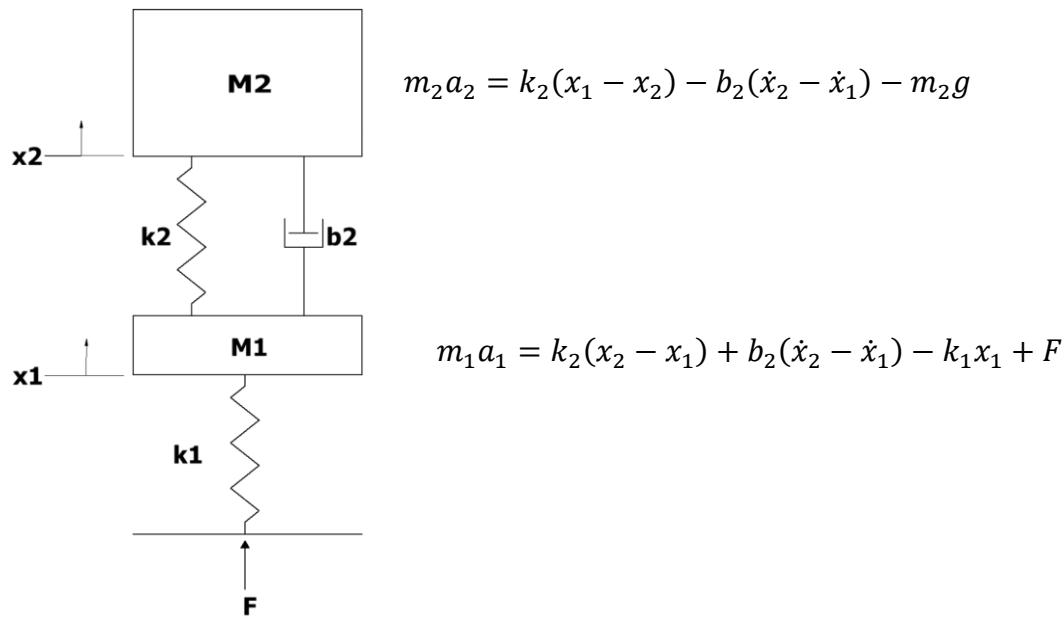 M2
m₂a₂ = k₂(x₁ − x₂) − b₂(ẋ₂ − ẋ₁) − m₂g
x2
k2
b2
M1
m₁a₁ = k₂(x₂ − x₁) + b₂(ẋ₂ − ẋ₁) − k₁x₁ + F
x1
k1
F